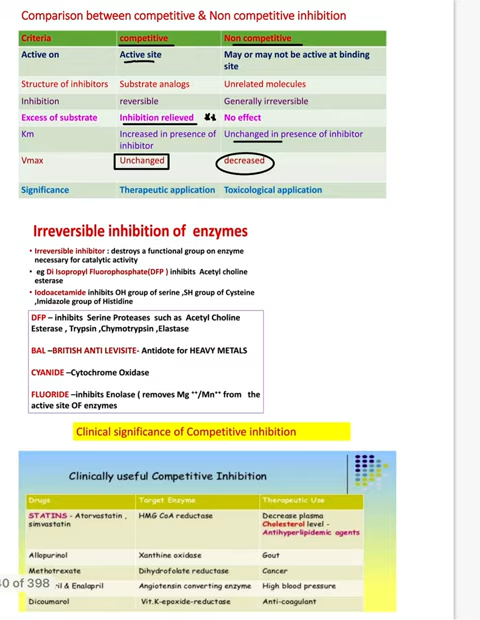 Comparison between competitive & Non competitive inhibition
Criteria competitive Non competitive
Active on Active site May or may not be active at binding
site
Structure of inhibitors Substrate analogs Unrelated molecules
Inhibition reversible Generally irreversible
Excess of substrate Inhibition relieved No effect
Km Increased in presence of Unchanged in presence of inhibitor
inhibitor
Vmax Unchanged decreased
Significance Therapeutic application Toxicological application
Irreversible inhibition of enzymes
• Irreversible inhibitor : destroys a functional group on enzyme
necessary for catalytic activity
• eg Di Isopropyl Fluorophosphate(DFP ) inhibits Acetyl choline
esterase
• Iodoacetamide inhibits OH group of serine ,SH group of Cysteine
,Imidazole group of Histidine
DFP – inhibits Serine Proteases such as Acetyl Choline
Esterase , Trypsin ,Chymotrypsin ,Elastase
BAL –BRITISH ANTI LEVISITE- Antidote for HEAVY METALS
CYANIDE –Cytochrome Oxidase
FLUORIDE –inhibits Enolase ( removes Mg ++/Mn++ from the
active site OF enzymes
Clinical significance of Competitive inhibition
Clinically useful Competitive Inhibition
Drugs Target Enzyme Therapeutic Use
STATINS - Atorvastatin , HMG CoA reductase Decrease plasma
simvastatin Cholesterol level -
Antihyperlipidemic agents
Allopurinol Xanthine oxidase Gout
Methotrexate Dihydrofolate reductase Cancer
0 of 398 ril & Enalapril Angiotensin converting enzyme High blood pressure
Dicoumarol Vit.K-epoxide-reductase Anti-coagulant